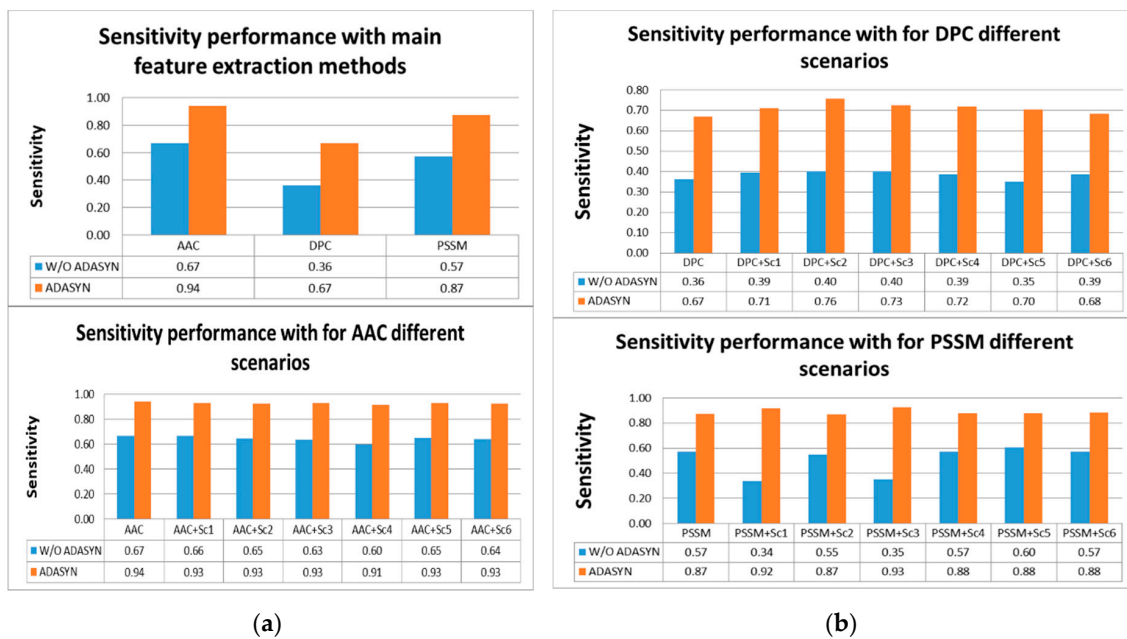 Sensitivity performance with main
feature extraction methods
Sensitivity
1.00
0.80
0.60
0.40
0.20
0.00
AAC DPC PSSM
W/O ADASYN 0.67 0.36 0.57
ADASYN 0.94 0.67 0.87
Sensitivity performance with for AAC different
scenarios
Sensitivity
1.00
0.80
0.60
0.40
0.20
0.00
AAC AAC+Sc1 AAC+Sc2 AAC+Sc3 AAC+Sc4 AAC+Sc5 AAC+Sc6
W/O ADASYN 0.67 0.66 0.65 0.63 0.60 0.65 0.64
ADASYN 0.94 0.93 0.93 0.93 0.91 0.93 0.93
(a)
Sensitivity performance with for DPC different
scenarios
Sensitivity
0.80
0.70
0.60
0.50
0.40
0.30
0.20
0.10
0.00
DPC DPC+Sc1 DPC+Sc2 DPC+Sc3 DPC+Sc4 DPC+Sc5 DPC+Sc6
W/O ADASYN 0.36 0.39 0.40 0.40 0.39 0.35 0.39
ADASYN 0.67 0.71 0.76 0.73 0.72 0.70 0.68
Sensitivity performance with for PSSM different
scenarios
Sensitivity
1.00
0.80
0.60
0.40
0.20
0.00
PSSM PSSM+Sc1 PSSM+Sc2 PSSM+Sc3 PSSM+Sc4 PSSM+Sc5 PSSM+Sc6
W/O ADASYN 0.57 0.34 0.55 0.35 0.57 0.60 0.57
ADASYN 0.87 0.92 0.87 0.93 0.88 0.88 0.88
(b)